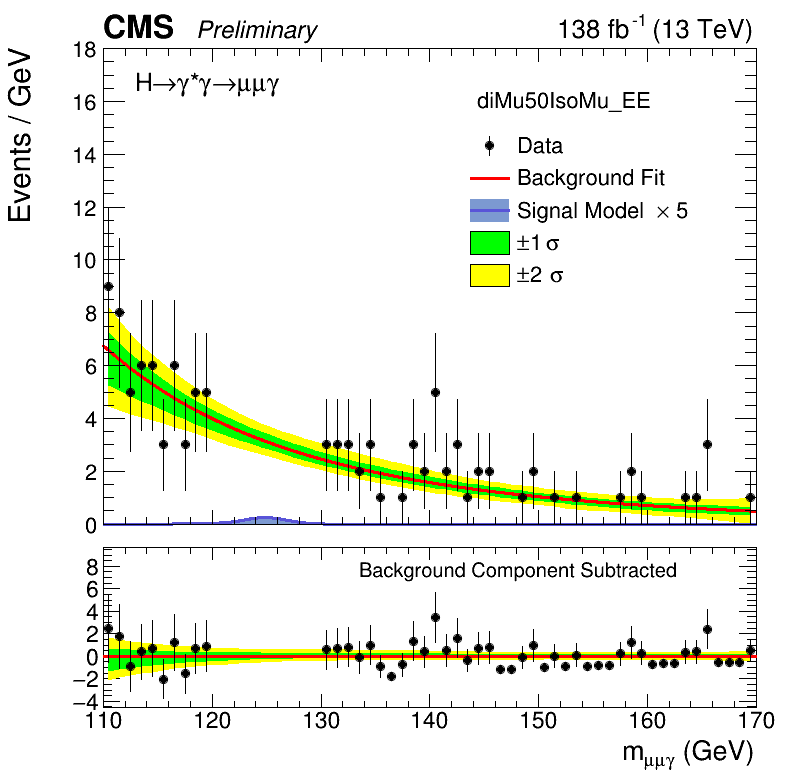 CMS Preliminary 138 fb⁻¹ (13 TeV)
Events / GeV
18
16
14
12
10
8
6
4
2
0
H→γ*γ→μμγ
diMu50IsoMu_EE
Data
Background Fit
Signal Model × 5
±1 σ
±2 σ
Background Component Subtracted
8
6
4
2
0
−2
−4
110 120 130 140 150 160 170
m_μμγ (GeV)